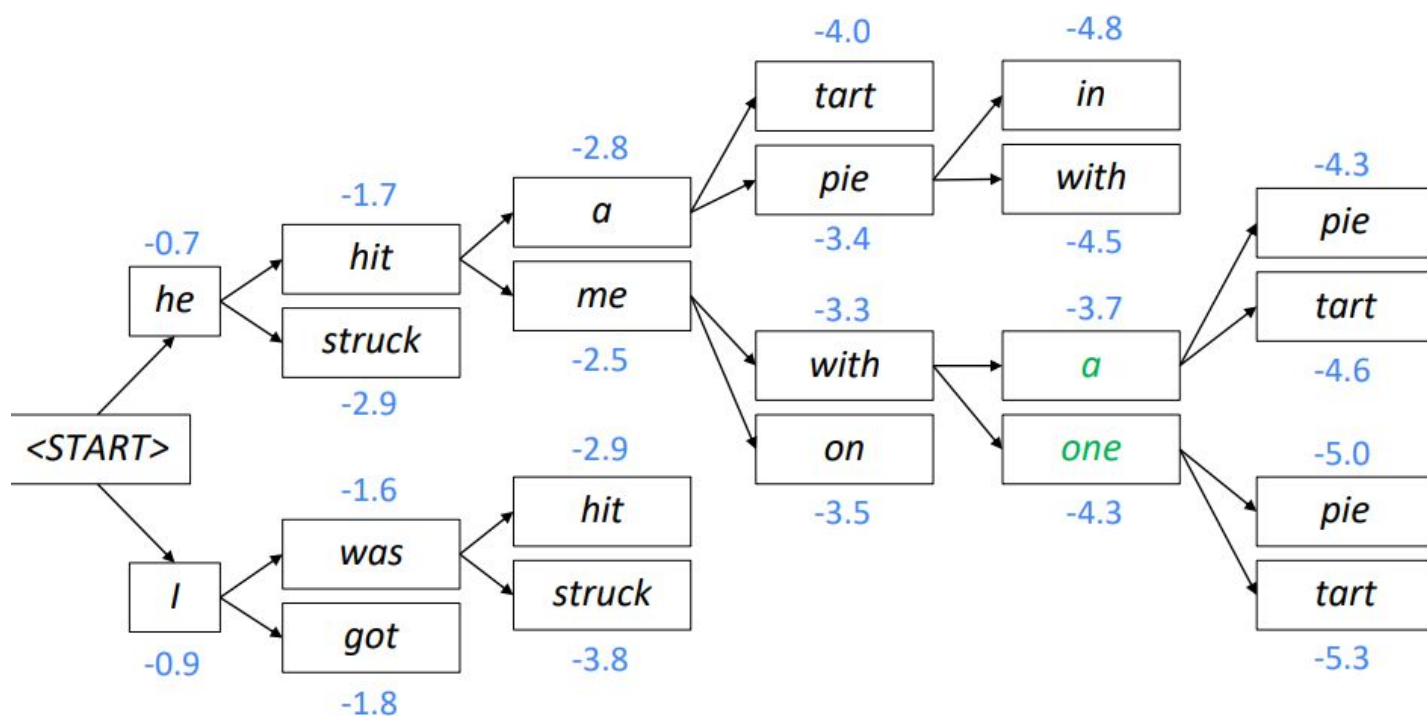 -4.0
-4.8
tart
in
-2.8
-4.3
-1.7
a
pie
with
pie
-0.7
hit
-3.4
-4.5
he
me
-3.3
-3.7
tart
struck
-2.5
with
a
-4.6
-2.9
<START>
-2.9
on
one
-5.0
-1.6
hit
-3.5
-4.3
pie
was
I
struck
tart
got
-0.9
-3.8
-5.3
-1.8